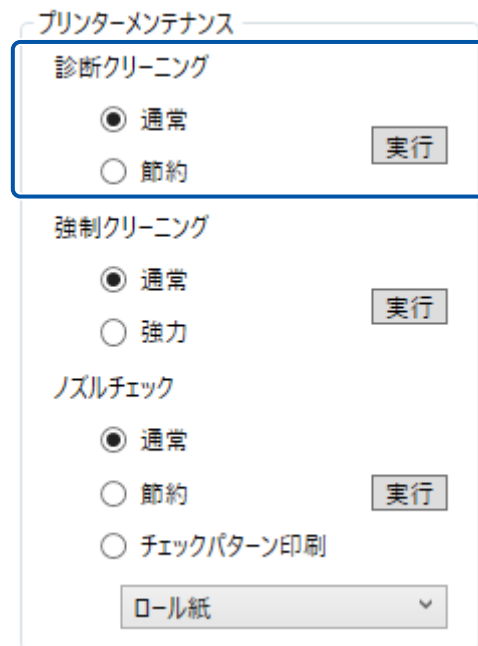 プリンターメンテナンス
診断クリーニング
通常
実行
節約
強制クリーニング
通常
実行
強力
ノズルチェック
通常
節約
実行
チェックパターン印刷
ロール紙